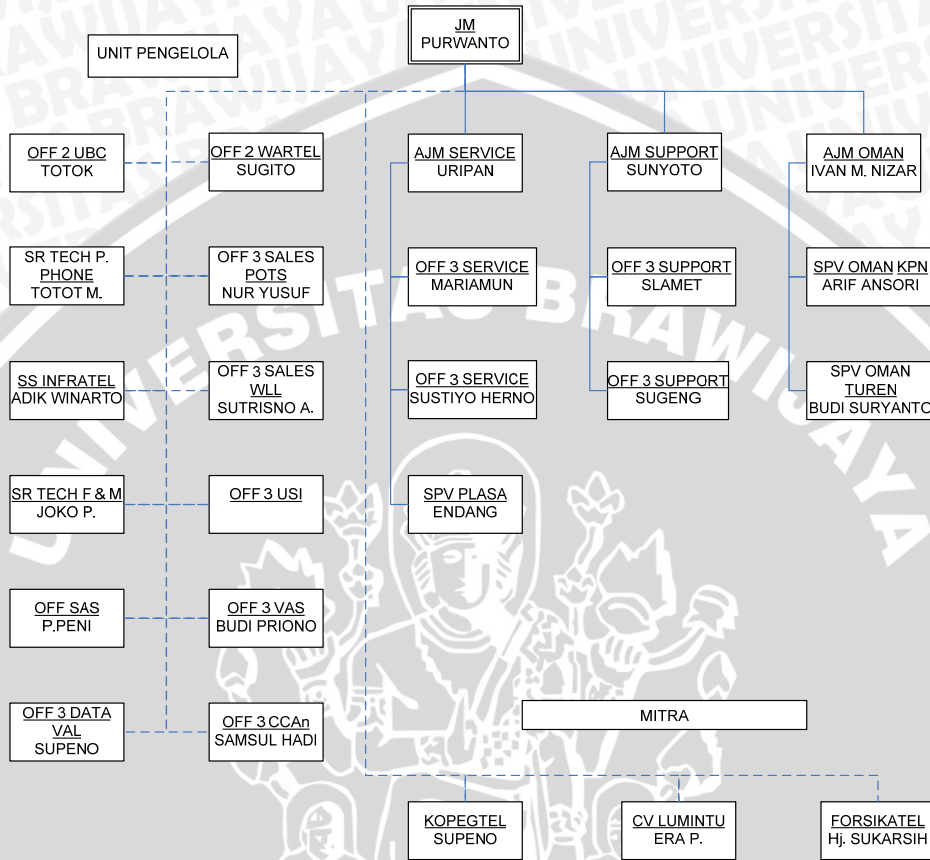 JM
PURWANTO
UNIT PENGELOLA
OFF 2 UBC
TOTOK
OFF 2 WARTEL
SUGITO
AJM SERVICE
URIPAN
AJM SUPPORT
SUNYOTO
AJM OMAN
IVAN M. NIZAR
SR TECH P.
PHONE
TOTOT M.
OFF 3 SALES
POTS
NUR YUSUF
OFF 3 SERVICE
MARIAMUN
OFF 3 SUPPORT
SLAMET
SPV OMAN KPN
ARIF ANSORI
SS INFRATEL
ADIK WINARTO
OFF 3 SALES
WLL
SUTRISNO A.
OFF 3 SERVICE
SUSTIYO HERNO
OFF 3 SUPPORT
SUGENG
SPV OMAN
TUREN
BUDI SURYANTO
SR TECH F & M
JOKO P.
OFF 3 USI
SPV PLASA
ENDANG
OFF SAS
P.PENI
OFF 3 VAS
BUDI PRIONO
OFF 3 DATA
VAL
SUPENO
OFF 3 CCAn
SAMSUL HADI
MITRA
KOPEGTEL
SUPENO
CV LUMINTU
ERA P.
FORSIKATEL
Hj. SUKARSIH
UNIVERSITAS BRAWIJAYA